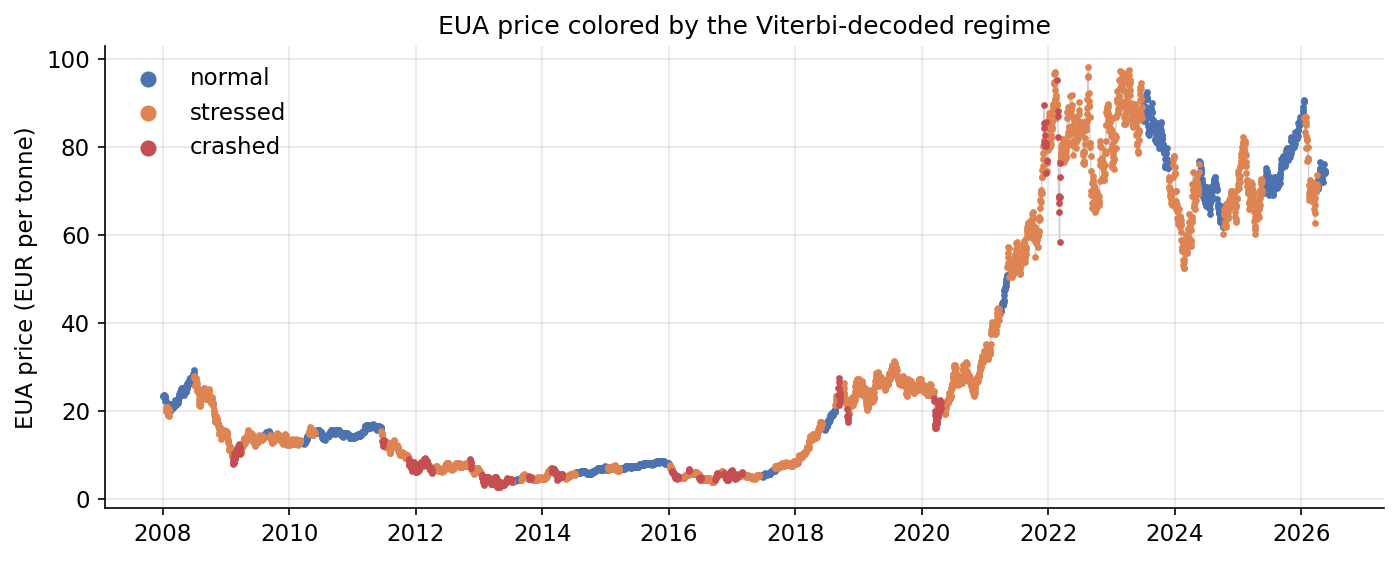 EUA price colored by the Viterbi-decoded regime
normal
stressed
crashed
EUA price (EUR per tonne)
100
80
60
40
20
0
2008 2010 2012 2014 2016 2018 2020 2022 2024 2026